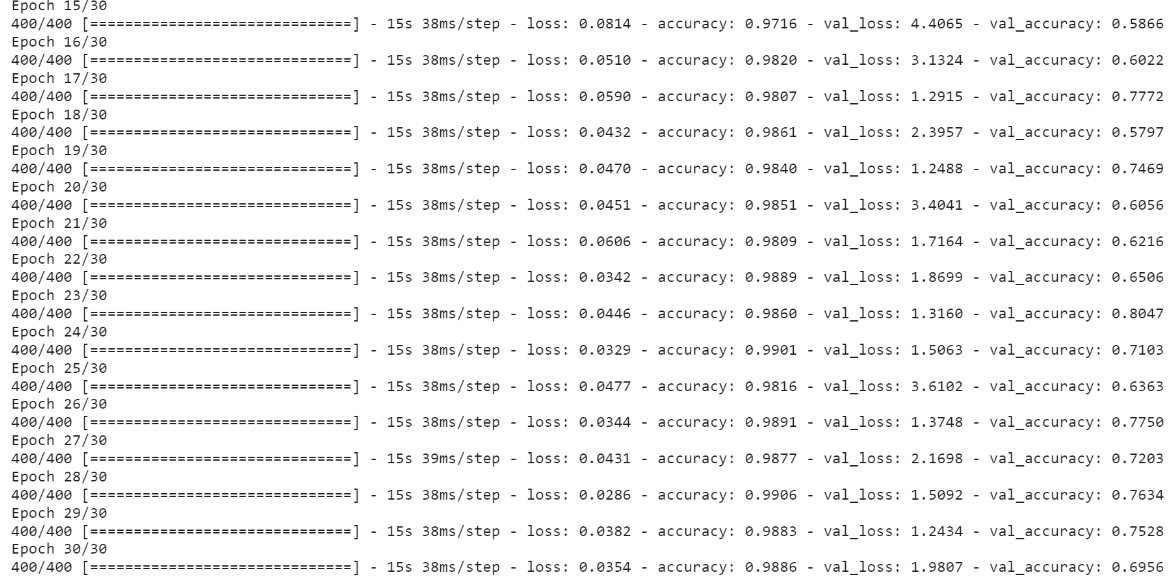 Epoch 15/30
400/400 [==============================] - 15s 38ms/step - loss: 0.0814 - accuracy: 0.9716 - val_loss: 4.4065 - val_accuracy: 0.5866
Epoch 16/30
400/400 [==============================] - 15s 38ms/step - loss: 0.0510 - accuracy: 0.9820 - val_loss: 3.1324 - val_accuracy: 0.6022
Epoch 17/30
400/400 [==============================] - 15s 38ms/step - loss: 0.0590 - accuracy: 0.9807 - val_loss: 1.2915 - val_accuracy: 0.7772
Epoch 18/30
400/400 [==============================] - 15s 38ms/step - loss: 0.0432 - accuracy: 0.9861 - val_loss: 2.3957 - val_accuracy: 0.5797
Epoch 19/30
400/400 [==============================] - 15s 38ms/step - loss: 0.0470 - accuracy: 0.9840 - val_loss: 1.2488 - val_accuracy: 0.7469
Epoch 20/30
400/400 [==============================] - 15s 38ms/step - loss: 0.0451 - accuracy: 0.9851 - val_loss: 3.4041 - val_accuracy: 0.6056
Epoch 21/30
400/400 [==============================] - 15s 38ms/step - loss: 0.0606 - accuracy: 0.9809 - val_loss: 1.7164 - val_accuracy: 0.6216
Epoch 22/30
400/400 [==============================] - 15s 38ms/step - loss: 0.0342 - accuracy: 0.9889 - val_loss: 1.8699 - val_accuracy: 0.6506
Epoch 23/30
400/400 [==============================] - 15s 38ms/step - loss: 0.0446 - accuracy: 0.9860 - val_loss: 1.3160 - val_accuracy: 0.8047
Epoch 24/30
400/400 [==============================] - 15s 38ms/step - loss: 0.0329 - accuracy: 0.9901 - val_loss: 1.5063 - val_accuracy: 0.7103
Epoch 25/30
400/400 [==============================] - 15s 38ms/step - loss: 0.0477 - accuracy: 0.9816 - val_loss: 3.6102 - val_accuracy: 0.6363
Epoch 26/30
400/400 [==============================] - 15s 38ms/step - loss: 0.0344 - accuracy: 0.9891 - val_loss: 1.3748 - val_accuracy: 0.7750
Epoch 27/30
400/400 [==============================] - 15s 39ms/step - loss: 0.0431 - accuracy: 0.9877 - val_loss: 2.1698 - val_accuracy: 0.7203
Epoch 28/30
400/400 [==============================] - 15s 38ms/step - loss: 0.0286 - accuracy: 0.9906 - val_loss: 1.5092 - val_accuracy: 0.7634
Epoch 29/30
400/400 [==============================] - 15s 38ms/step - loss: 0.0382 - accuracy: 0.9883 - val_loss: 1.2434 - val_accuracy: 0.7528
Epoch 30/30
400/400 [==============================] - 15s 38ms/step - loss: 0.0354 - accuracy: 0.9886 - val_loss: 1.9807 - val_accuracy: 0.6956